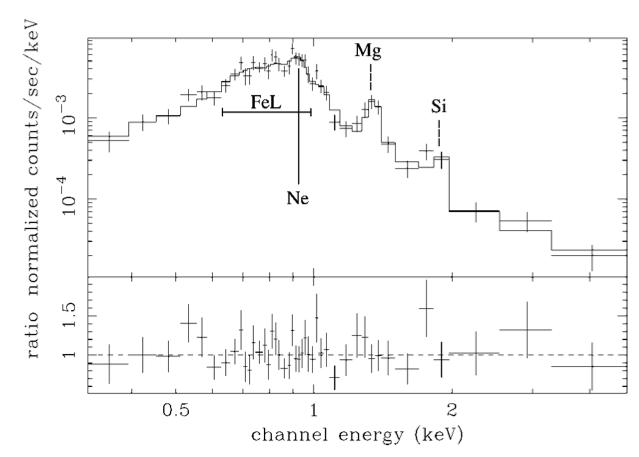 ratio normalized counts/sec/keV
10⁻³
10⁻⁴
1.5
1
Mg
Si
FeL
Ne
0.5 1 2
channel energy (keV)